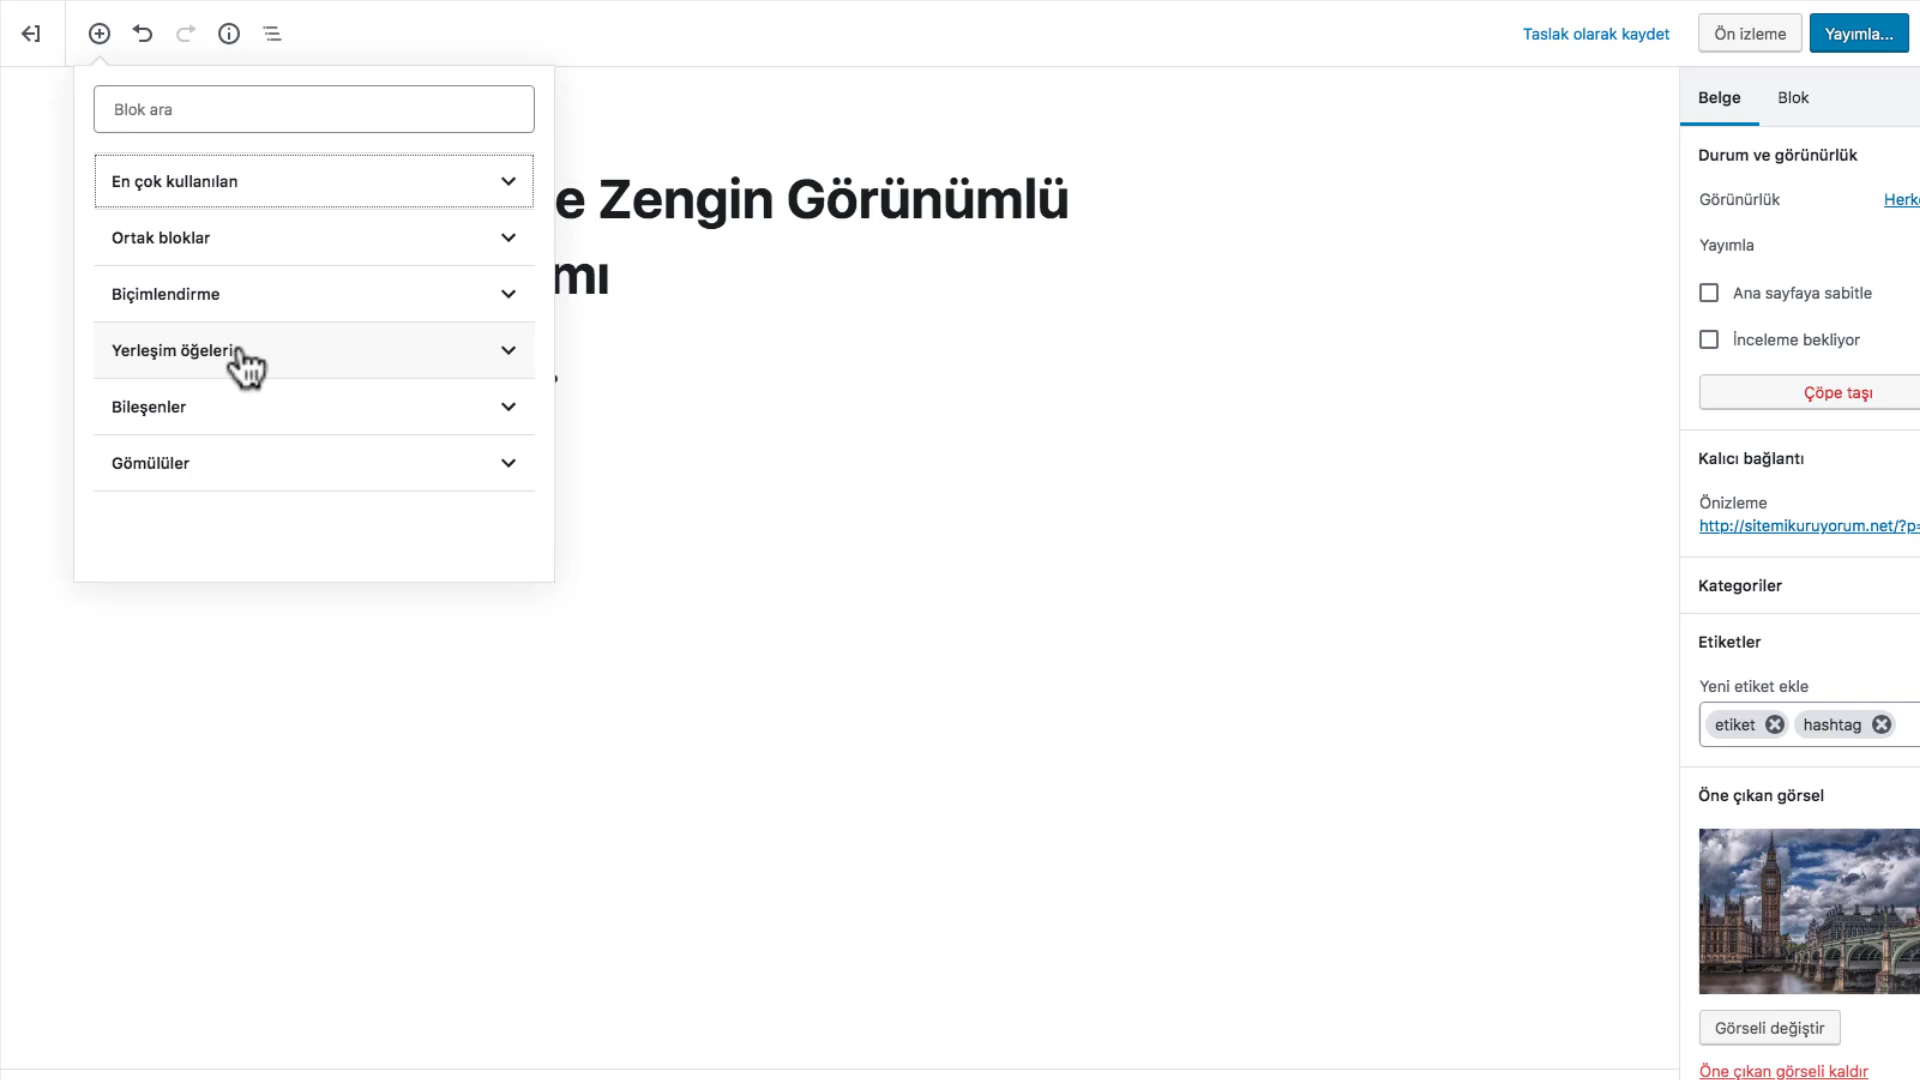 Taslak olarak kaydet
Ön izleme
Yayımla...
Blok ara
En çok kullanılan
Ortak bloklar
Biçimlendirme
Yerleşim öğeleri
Bileşenler
Gömülüler
e Zengin Görünümlü
mı
Belge
Blok
Durum ve görünürlük
Görünürlük
Yayımla
Ana sayfaya sabitle
İnceleme bekliyor
Çöpe taşı
Kalıcı bağlantı
Önizleme
http://sitemikuruyorum.net/?p=
Kategoriler
Etiketler
Yeni etiket ekle
etiket
hashtag
Öne çıkan görsel
Görseli değiştir
Öne çıkan görseli kaldır